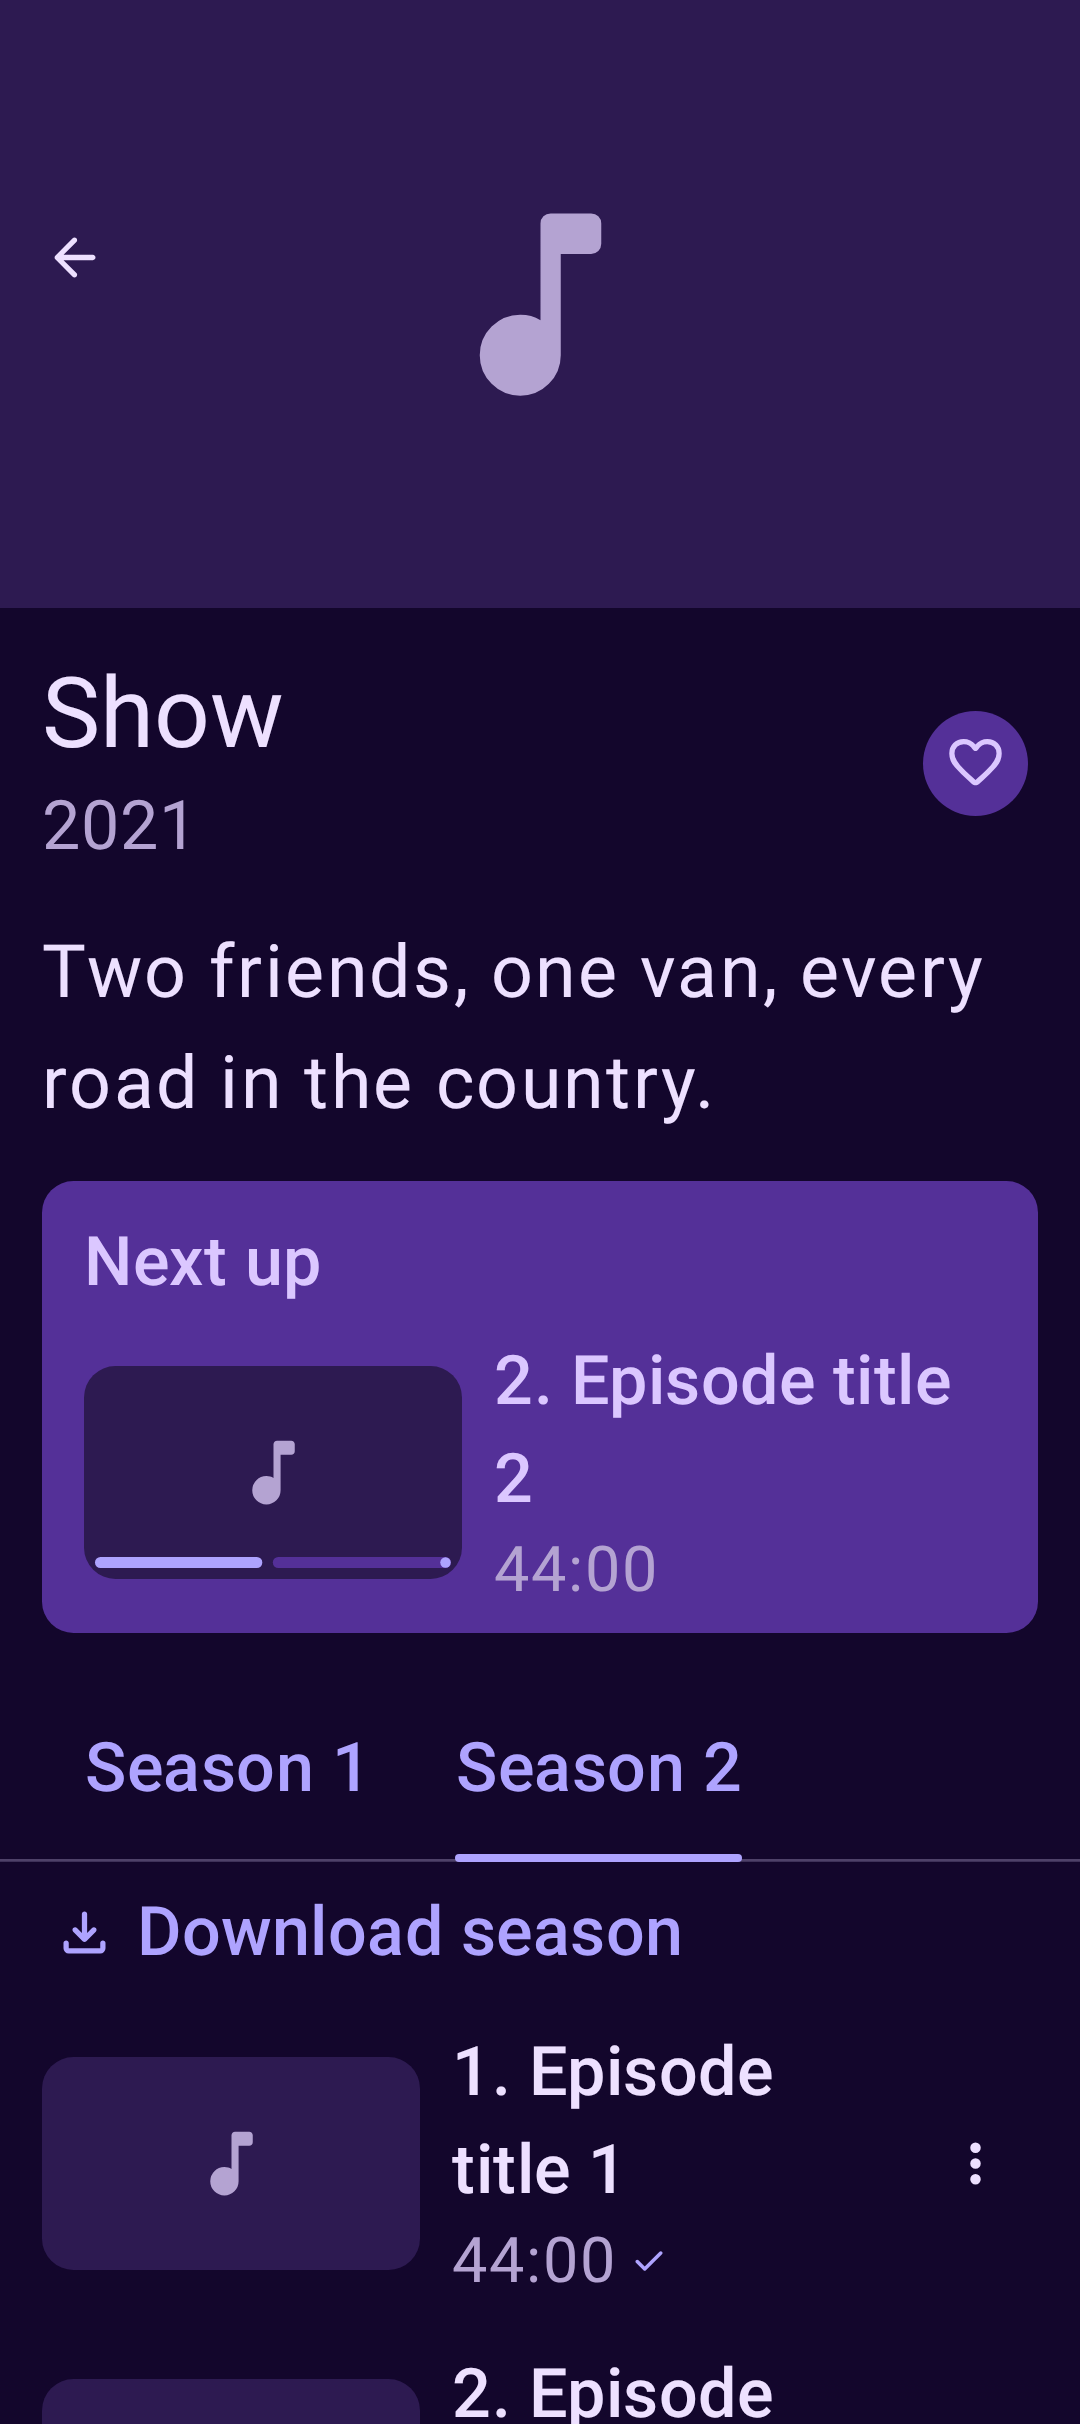 Show
2021
Two friends, one van, every
road in the country.
Next up
2. Episode title
2
44:00
Season 1
Season 2
Download season
1. Episode
title 1
44:00
2. Episode